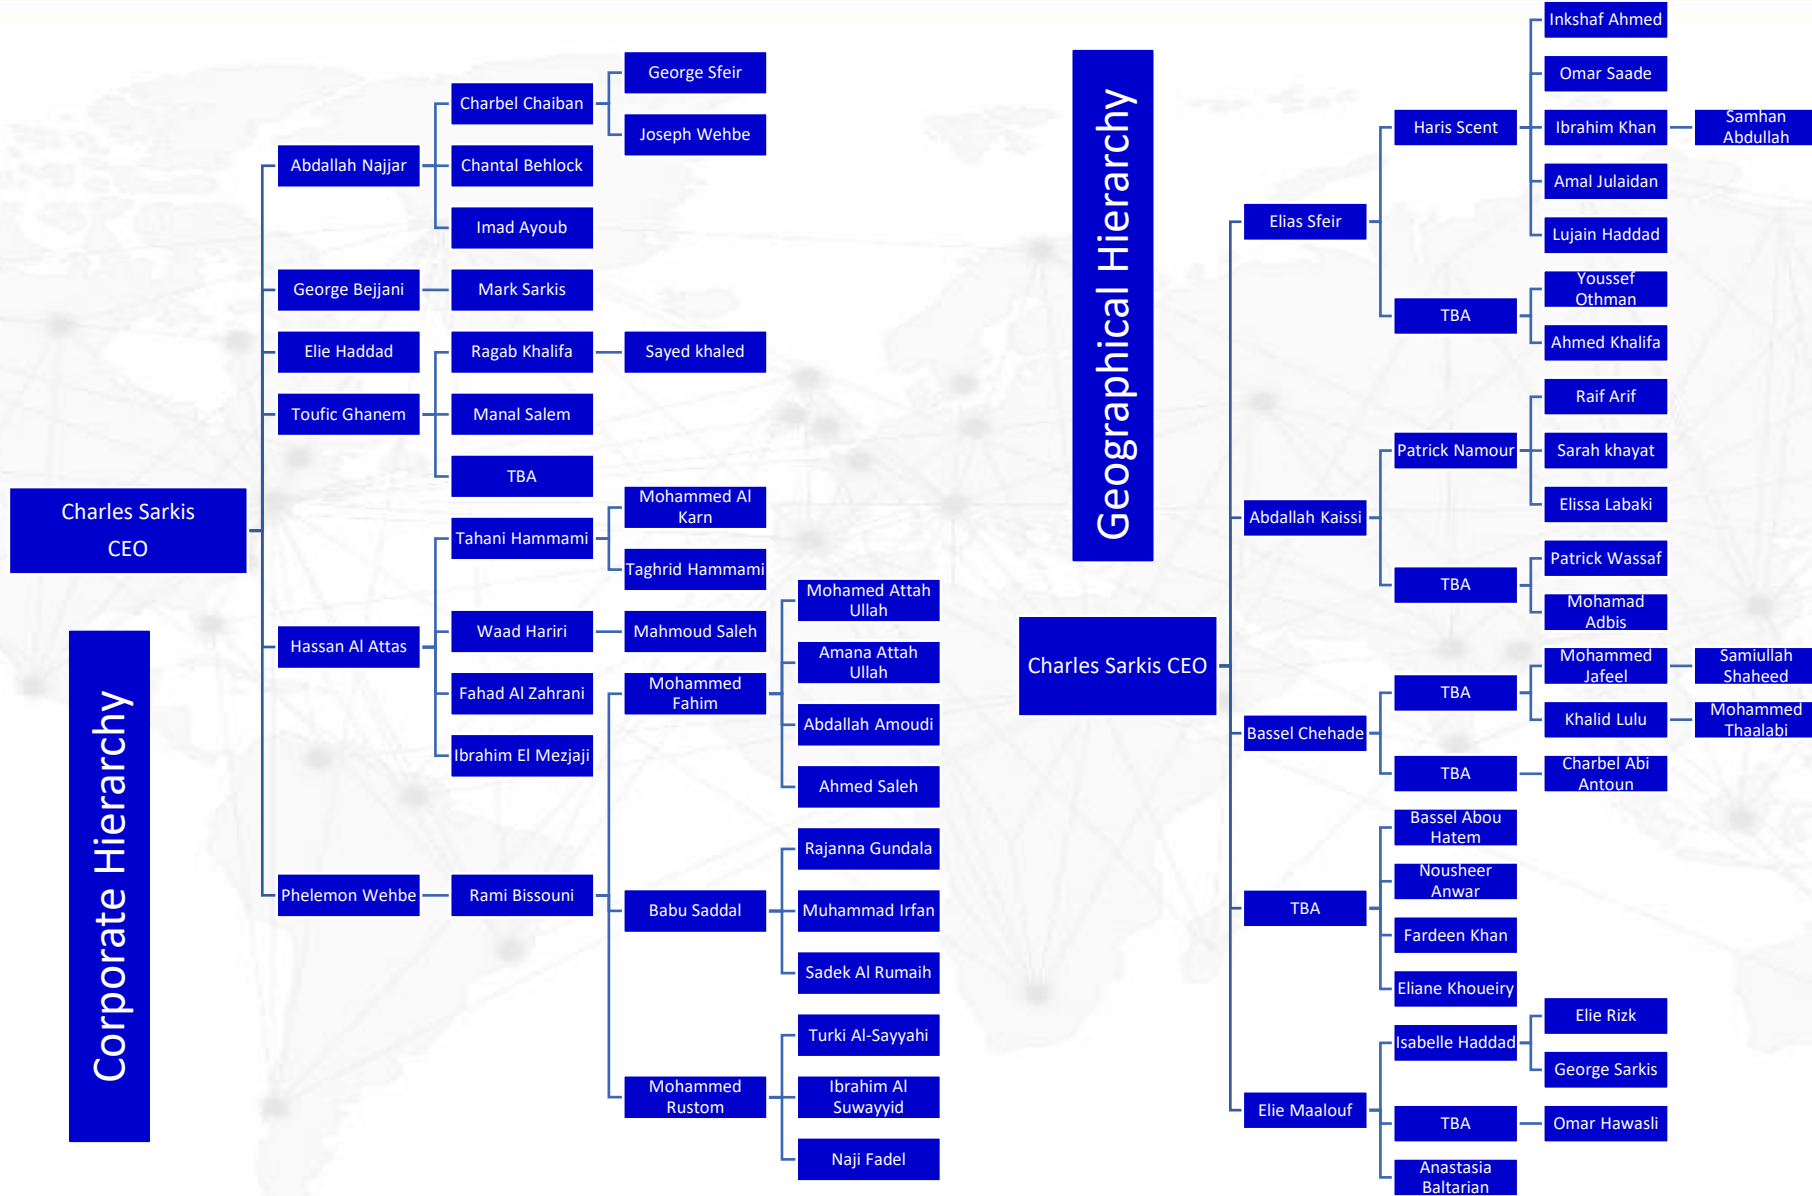 Charles Sarkis
CEO
Corporate Hierarchy
Abdallah Najjar
Charbel Chaiban
George Sfeir
Joseph Wehbe
Chantal Behlock
Imad Ayoub
George Bejjani
Mark Sarkis
Elie Haddad
Toufic Ghanem
Ragab Khalifa
Sayed khaled
Manal Salem
TBA
Hassan Al Attas
Tahani Hammami
Mohammed Al
Karn
Taghrid Hammami
Waad Hariri
Mahmoud Saleh
Fahad Al Zahrani
Ibrahim El Mezjaji
Phelemon Wehbe
Rami Bissouni
Mohammed
Fahim
Mohamed Attah
Ullah
Amana Attah
Ullah
Abdallah Amoudi
Ahmed Saleh
Babu Saddal
Rajanna Gundala
Muhammad Irfan
Sadek Al Rumaih
Mohammed
Rustom
Turki Al-Sayyahi
Ibrahim Al
Suwayyid
Naji Fadel
Geographical Hierarchy
Charles Sarkis CEO
Elias Sfeir
Haris Scent
Inkshaf Ahmed
Omar Saade
Ibrahim Khan
Samhan
Abdullah
Amal Julaidan
Lujain Haddad
TBA
Youssef
Othman
Ahmed Khalifa
Abdallah Kaissi
Patrick Namour
Raif Arif
Sarah khayat
Elissa Labaki
TBA
Patrick Wassaf
Mohamad
Adbis
Bassel Chehade
TBA
Mohammed
Jafeel
Samiullah
Shaheed
Khalid Lulu
Mohammed
Thaalabi
TBA
Charbel Abi
Antoun
TBA
Bassel Abou
Hatem
Nousheer
Anwar
Fardeen Khan
Eliane Khoueiry
Elie Maalouf
Isabelle Haddad
Elie Rizk
George Sarkis
TBA
Omar Hawasli
Anastasia
Baltarian